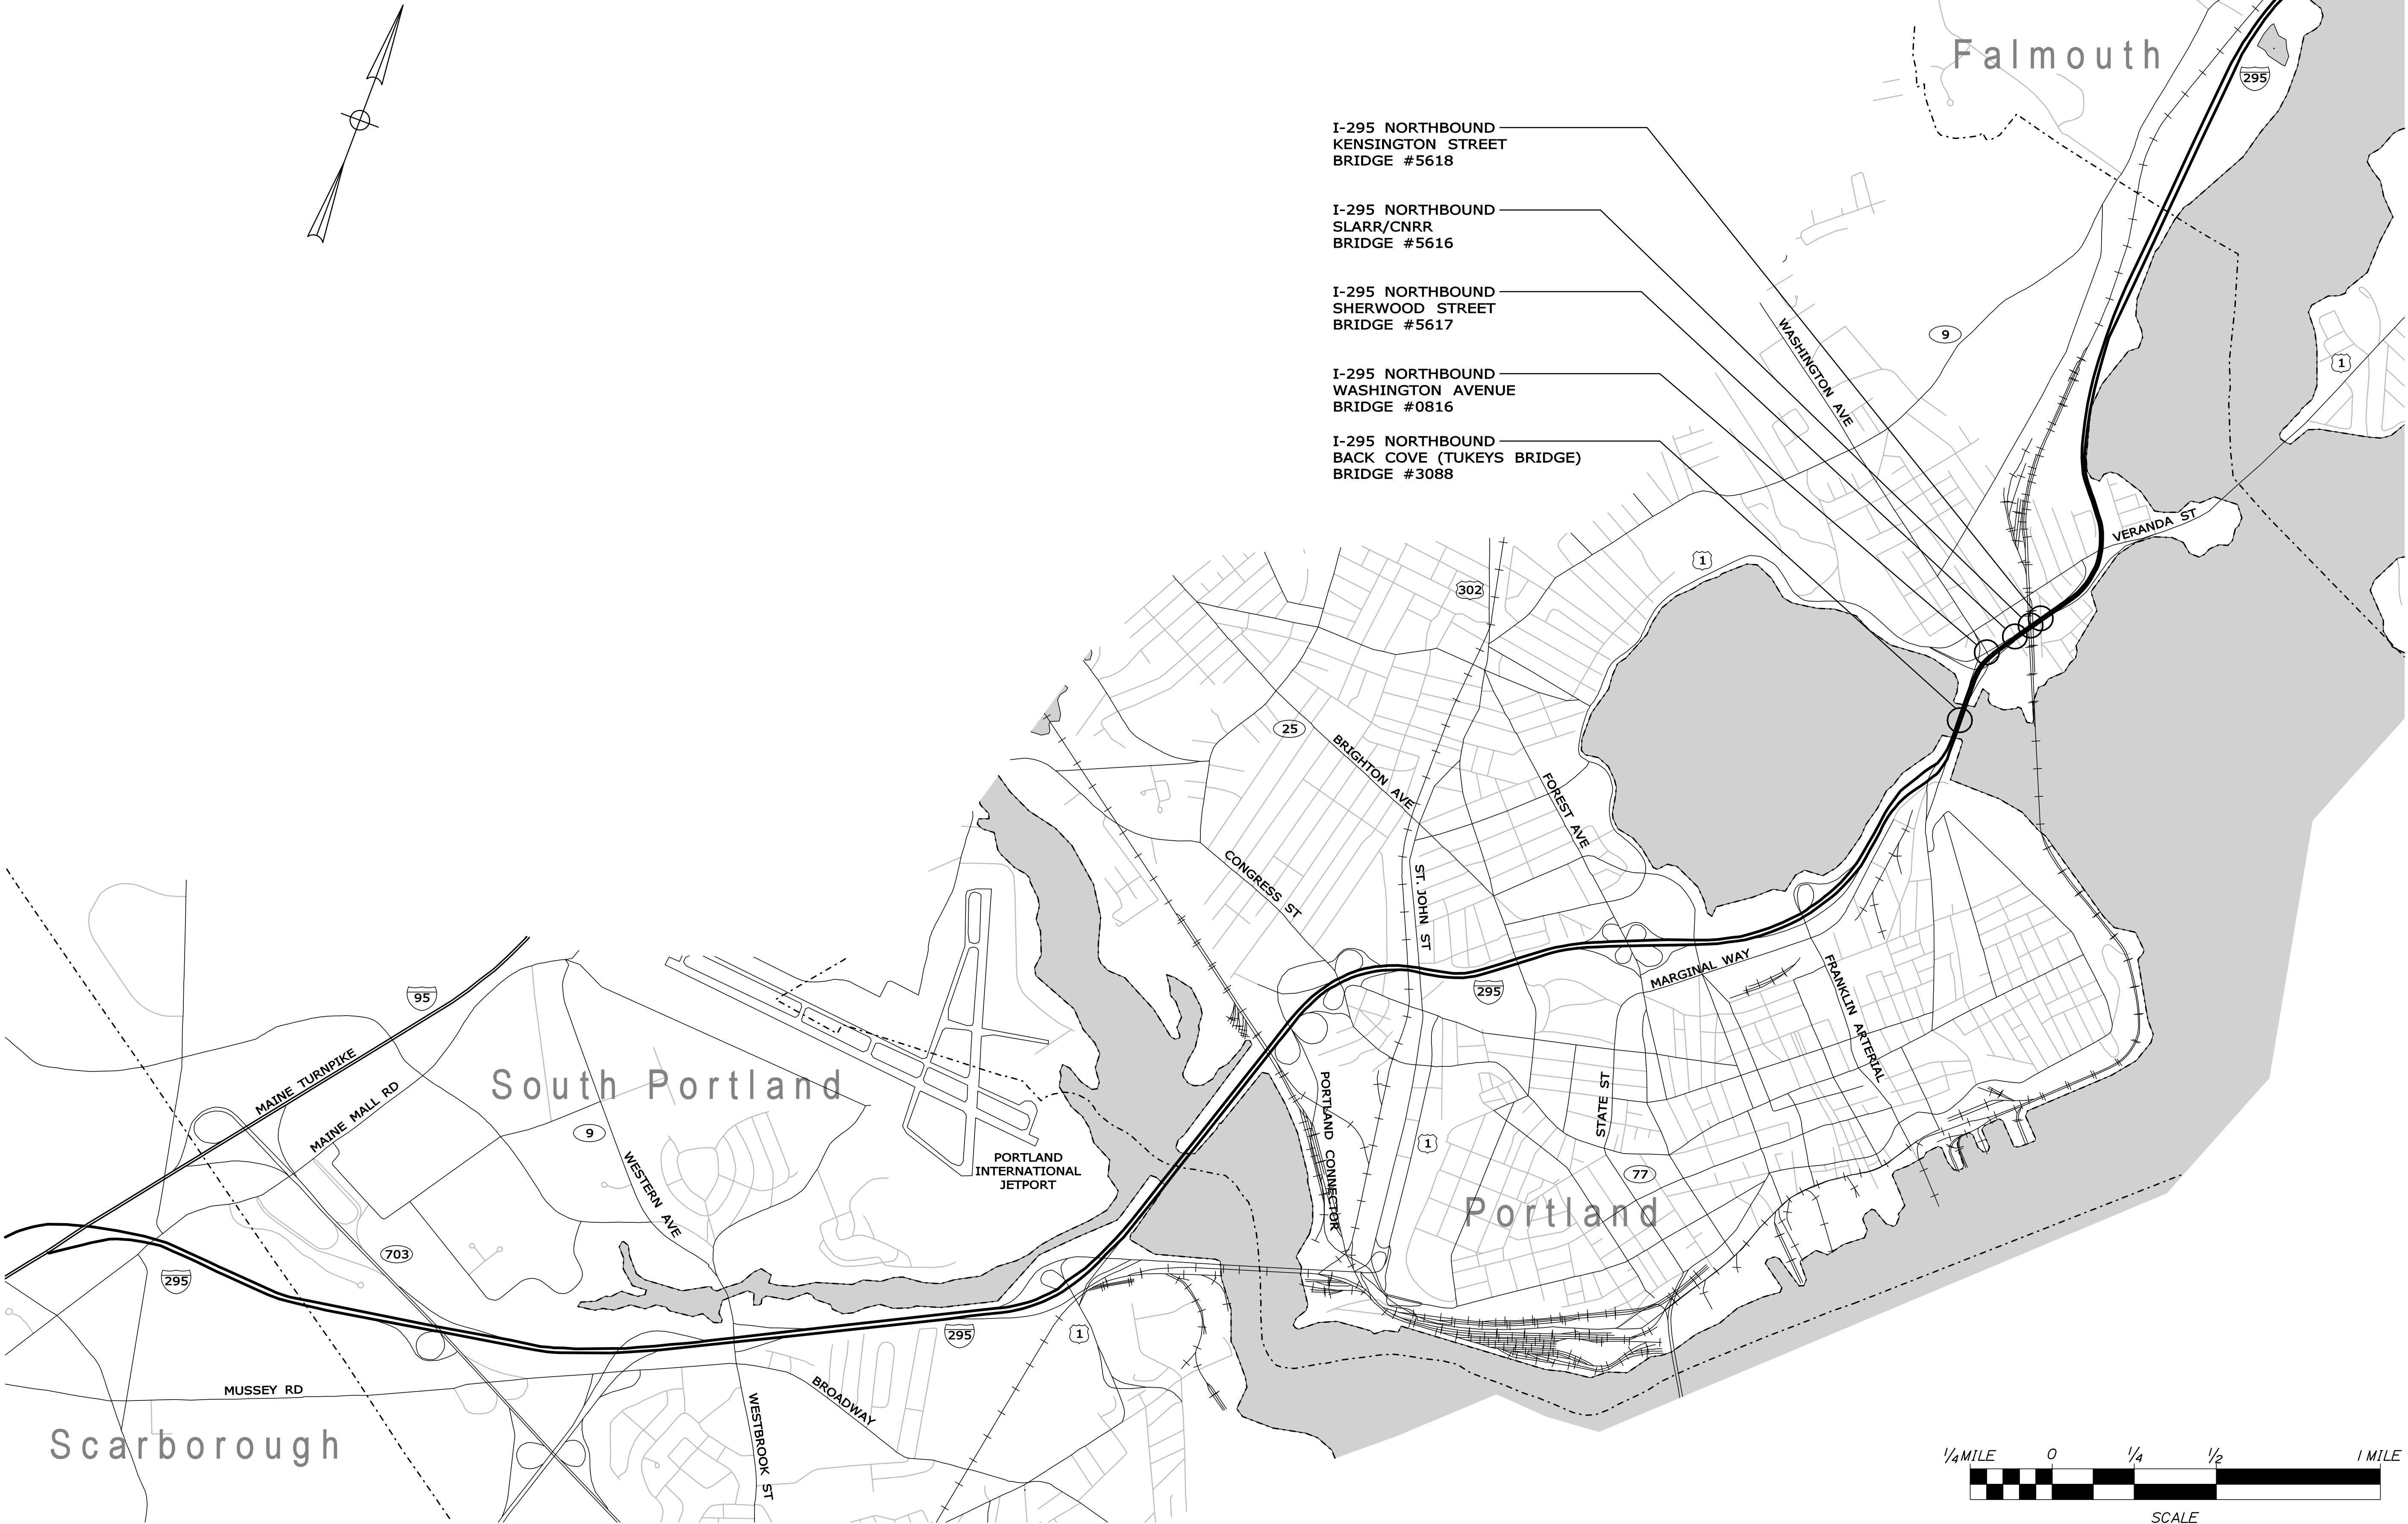 Falmouth
295
I-295 NORTHBOUND
KENSINGTON STREET
BRIDGE #5618
I-295 NORTHBOUND
SLARR/CNRR
BRIDGE #5616
I-295 NORTHBOUND
SHERWOOD STREET
BRIDGE #5617
I-295 NORTHBOUND
WASHINGTON AVENUE
BRIDGE #0816
I-295 NORTHBOUND
BACK COVE (TUKEYS BRIDGE)
BRIDGE #3088
WASHINGTON AVE
9
1
VERANDA ST
1
302
25
BRIGHTON AVE
FOREST AVE
CONGRESS ST
ST. JOHN ST
MARGINAL WAY
295
FRANKLIN ARTERIAL
95
MAINE TURNPIKE
MAINE MALL RD
South Portland
9
WESTERN AVE
PORTLAND
INTERNATIONAL
JETPORT
PORTLAND CONNECTOR
STATE ST
1
77
Portland
703
295
295
1
MUSSEY RD
BROADWAY
WESTBROOK ST
Scarborough
1/4 MILE 0 1/4 1/2 1 MILE
SCALE